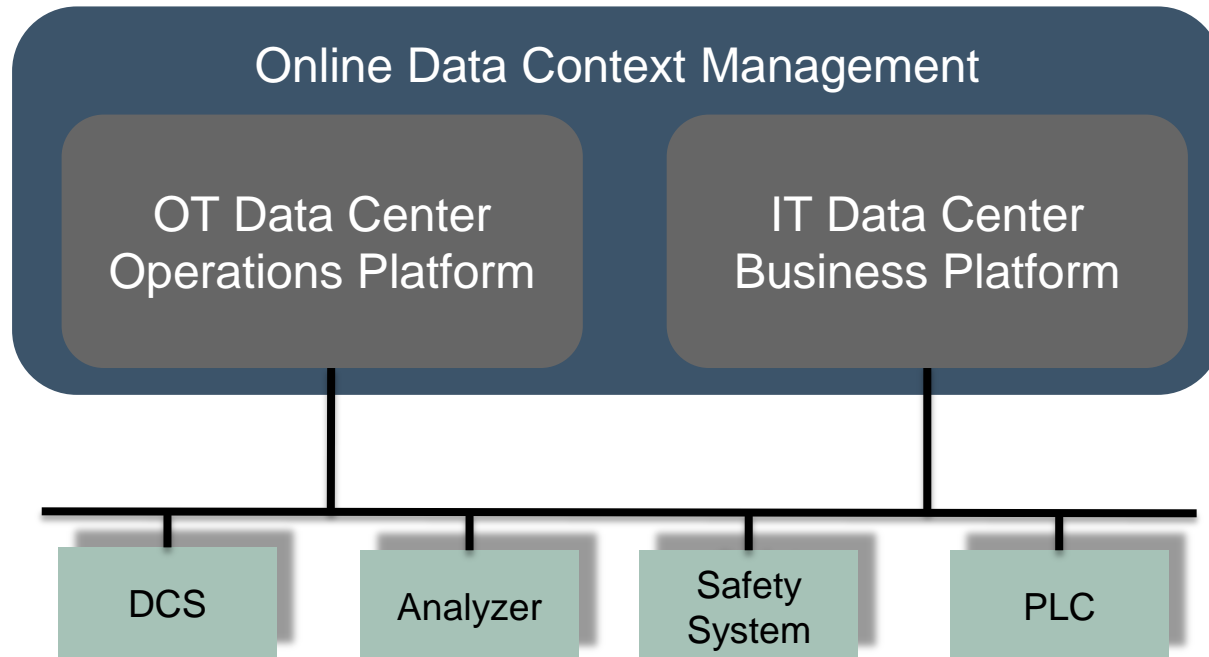 Online Data Context Management
OT Data Center
Operations Platform
IT Data Center
Business Platform
DCS
Analyzer
Safety
System
PLC